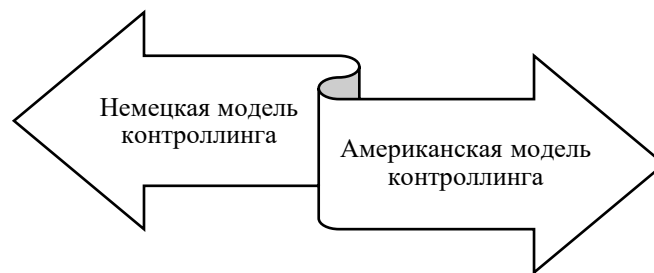 Немецкая модель
контроллинга
Американская модель
контроллинга